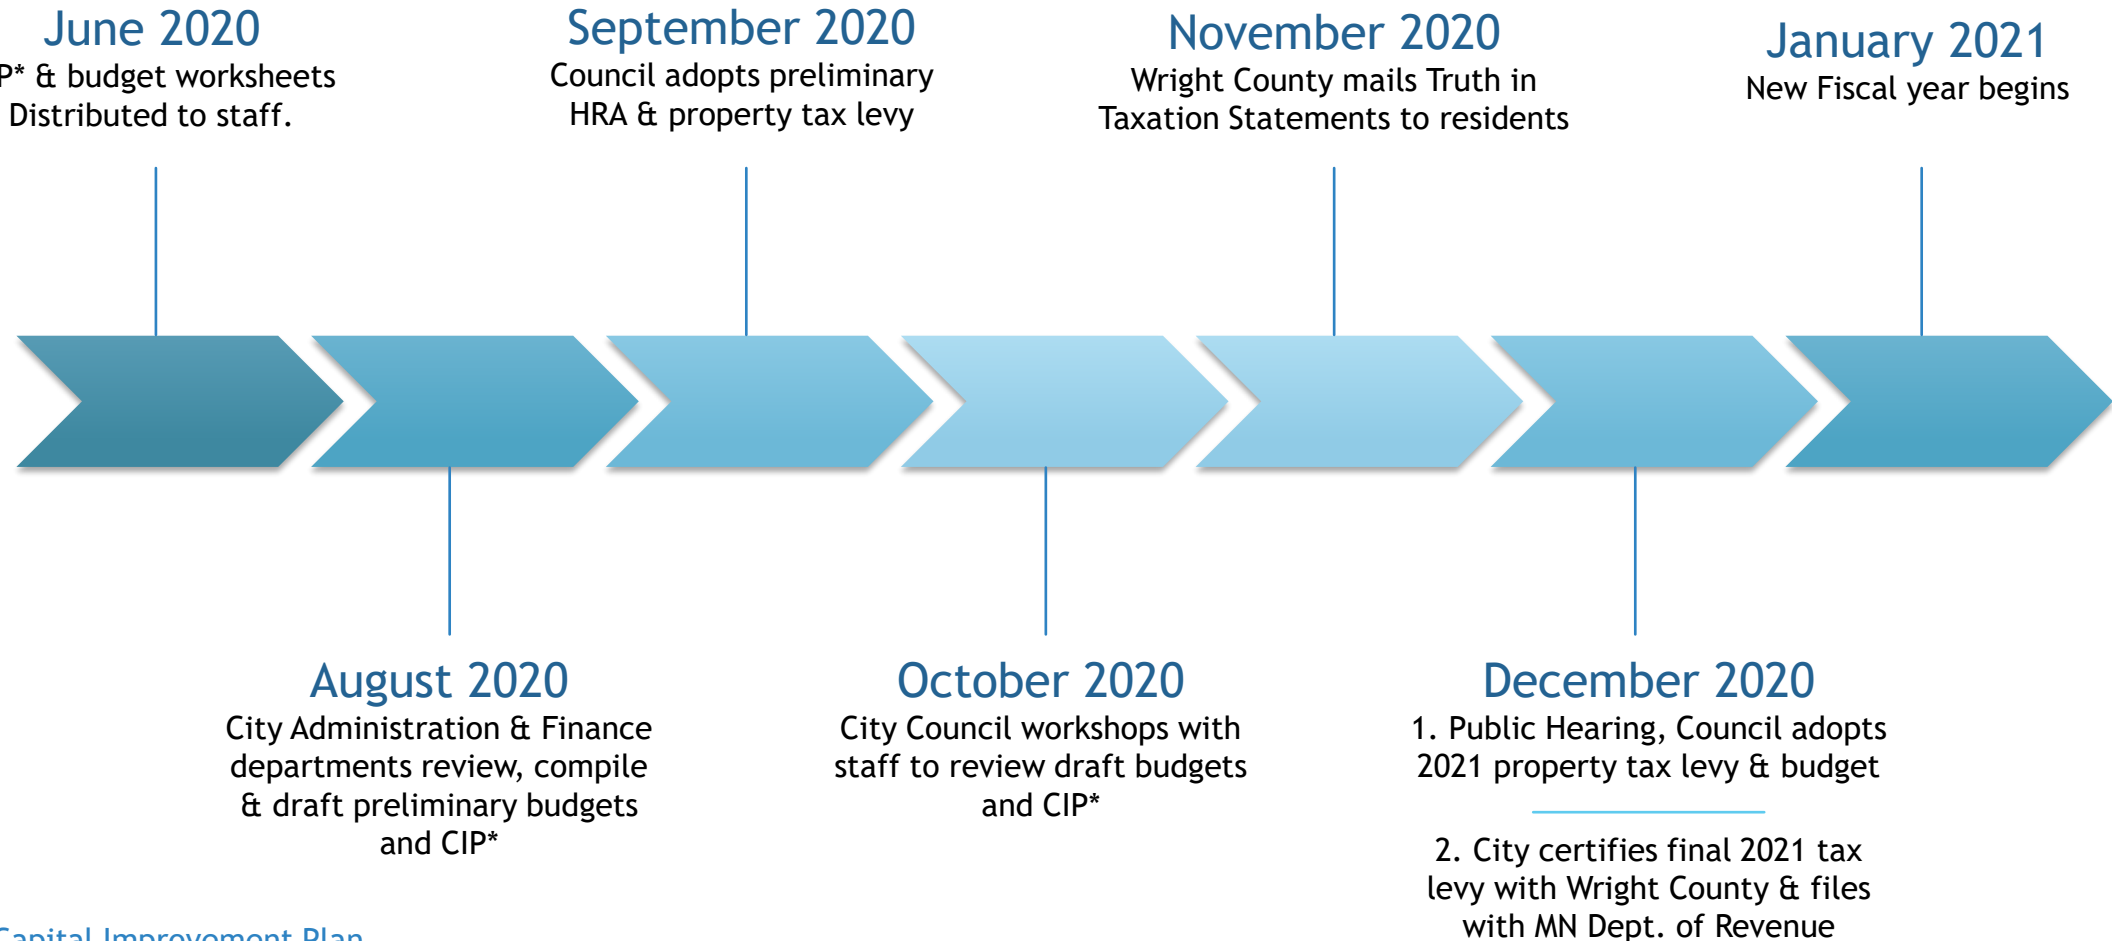 June 2020
P* & budget worksheets
Distributed to staff.
September 2020
Council adopts preliminary
HRA & property tax levy
November 2020
Wright County mails Truth in
Taxation Statements to residents
January 2021
New Fiscal year begins
August 2020
City Administration & Finance
departments review, compile
& draft preliminary budgets
and CIP*
October 2020
City Council workshops with
staff to review draft budgets
and CIP*
December 2020
1. Public Hearing, Council adopts
2021 property tax levy & budget
2. City certifies final 2021 tax
levy with Wright County & files
with MN Dept. of Revenue
Capital Improvement Plan